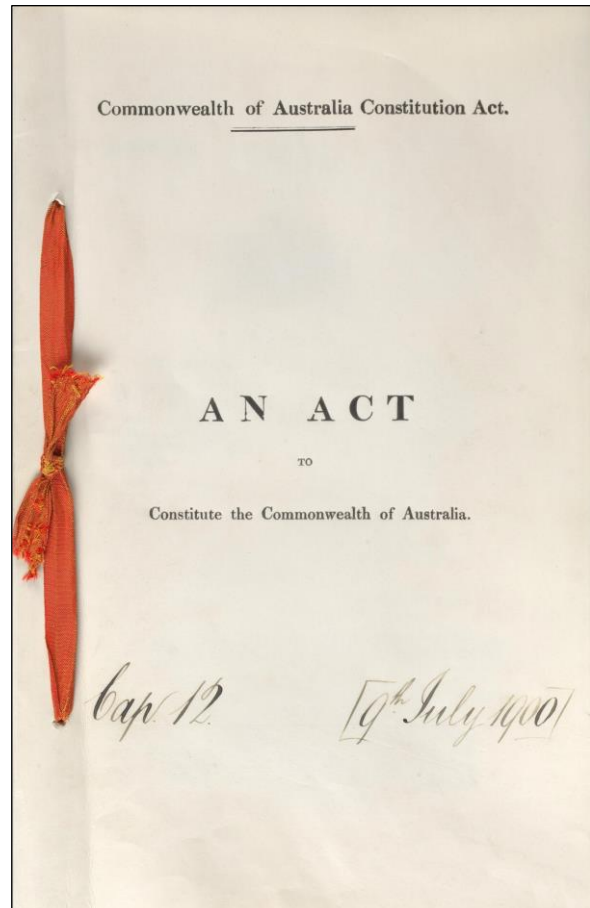 Commonwealth of Australia Constitution Act.
AN ACT
TO
Constitute the Commonwealth of Australia.
Cap. 12. [9th July 1900]